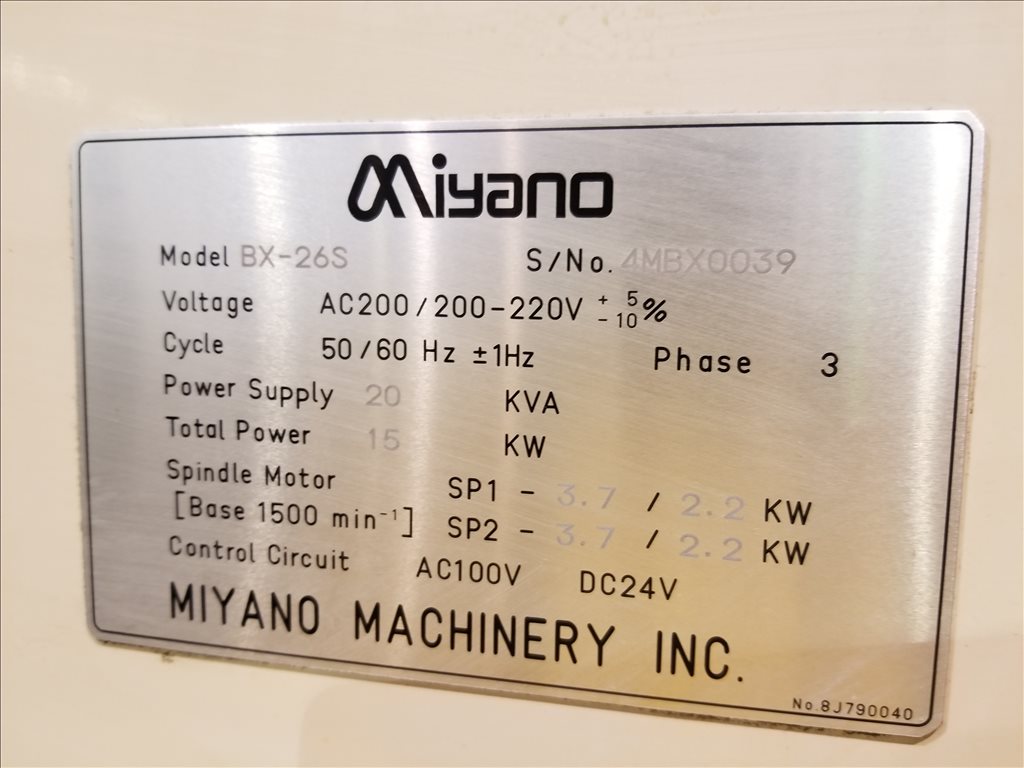 Miyano
Model BX-26S S/No. 4MBX0039
Voltage AC200/200-220V + 5 - 10 %
Cycle 50/60 Hz ±1Hz Phase 3
Power Supply 20 KVA
Total Power 15 KW
Spindle Motor SP1 - 3.7 / 2.2 KW
[Base 1500 min⁻¹] SP2 - 3.7 / 2.2 KW
Control Circuit AC100V DC24V
MIYANO MACHINERY INC.
No.8J790040